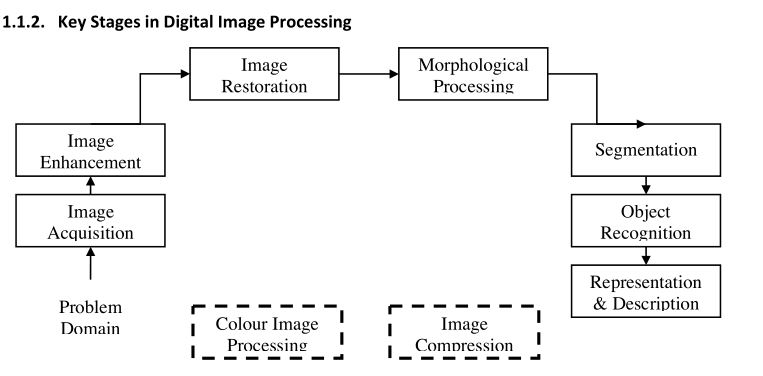 1.1.2. Key Stages in Digital Image Processing
Image
Restoration
Morphological
Processing
Image
Enhancement
Segmentation
Image
Acquisition
Object
Recognition
Representation
& Description
Problem
Domain
Colour Image
Processing
Image
Compression